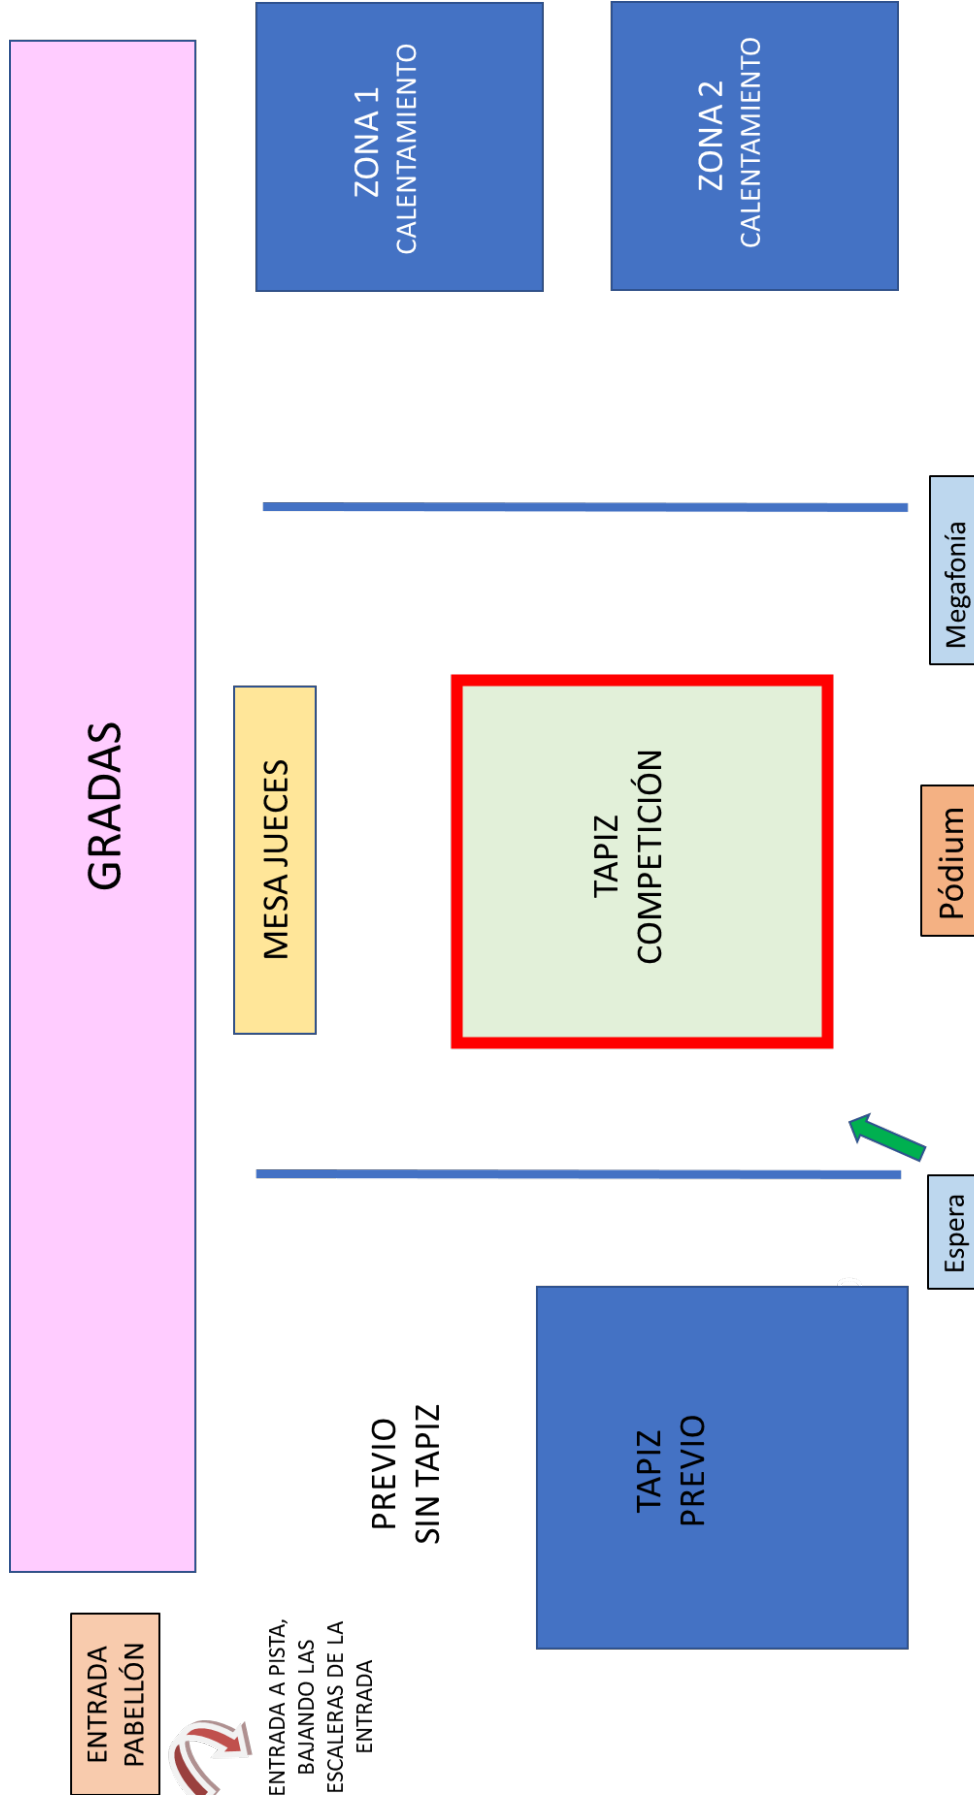 GRADAS
ENTRADA
PABELLÓN
ENTRADA A PISTA,
BAJANDO LAS
ESCALERAS DE LA
ENTRADA
MESA JUECES
ZONA 1
CALENTAMIENTO
PREVIO
SIN TAPIZ
TAPIZ
COMPETICIÓN
ZONA 2
CALENTAMIENTO
TAPIZ
PREVIO
Espera
Pódium
Megafonía